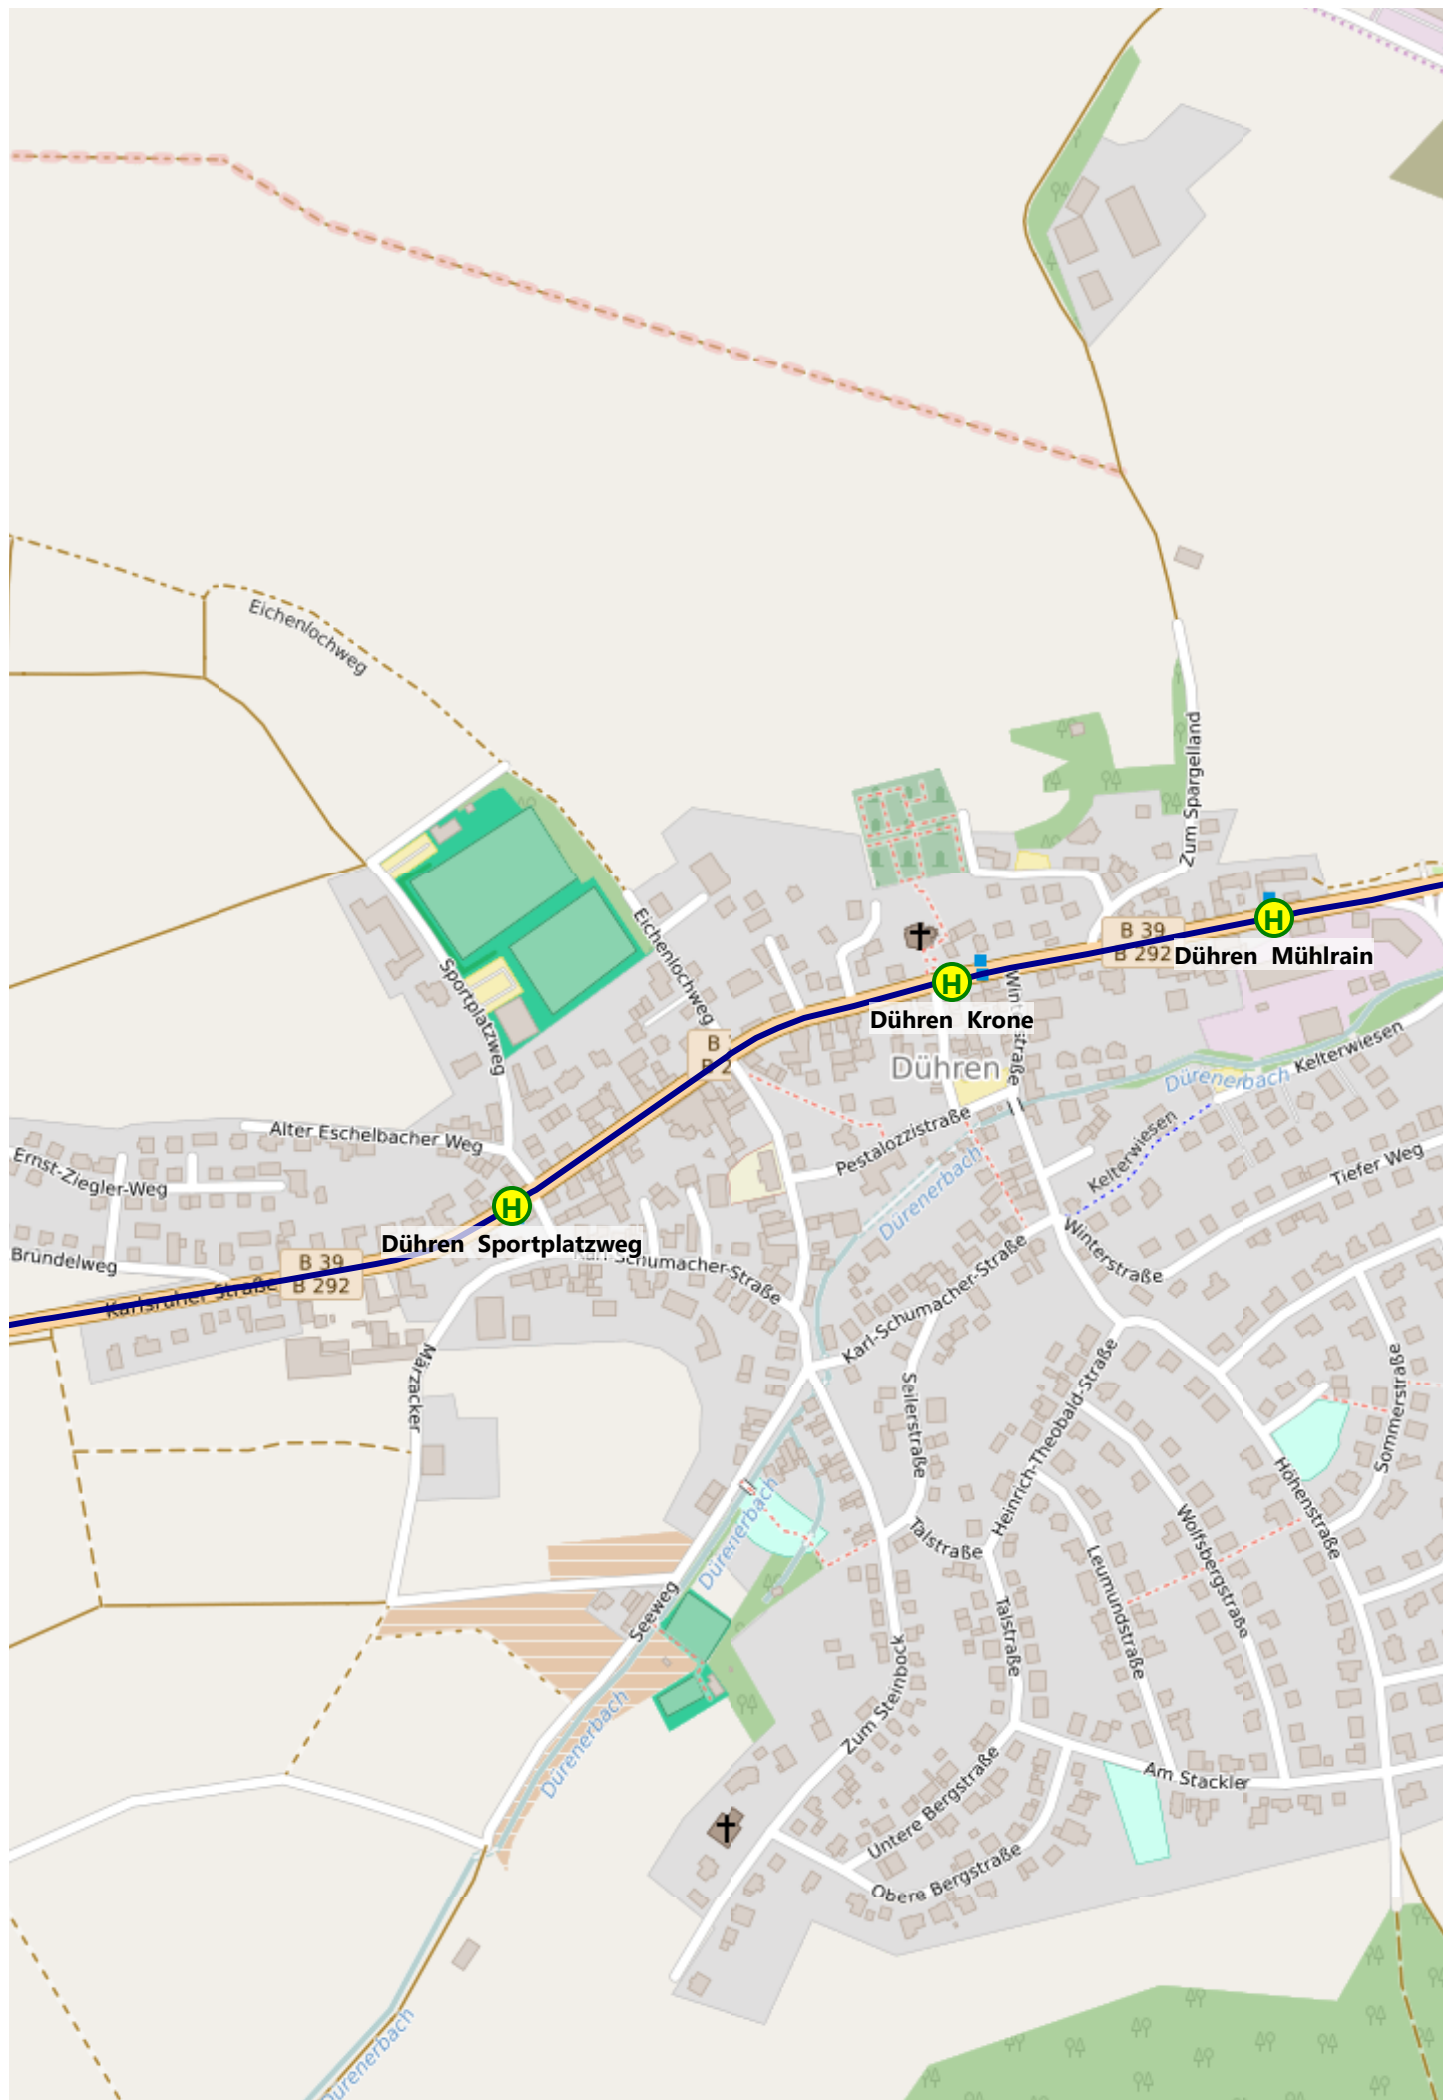 Eichenlochweg
Zum Spargelland
Eichenlochweg
Sportplatzweg
H
B 39
B 292
Dühren Mühlrain
H
Dühren Krone
Dühren
B
B 2
Kelterwiesen
Dürenerbach
Pestalozzistraße
Alter Eschelbacher Weg
Ernst-Ziegler-Weg
Kelterwiesen
Tiefer Weg
Dürenerbach
H
Dühren Sportplatzweg
Bründelweg
B 39
B 292
Karlsruher Straße
Karl-Schumacher-Straße
Karl-Schumacher-Straße
Winterstraße
Märzäcker
Seilerstraße
Heinrich-Theobald-Straße
Sommerstraße
Höhenstraße
Wolfsbergstraße
Talstraße
Leumundstraße
Dürenerbach
Seeweg
Talstraße
Zum Steinbock
Dürenerbach
Am Stackler
Untere Bergstraße
Obere Bergstraße
Dürenerbach